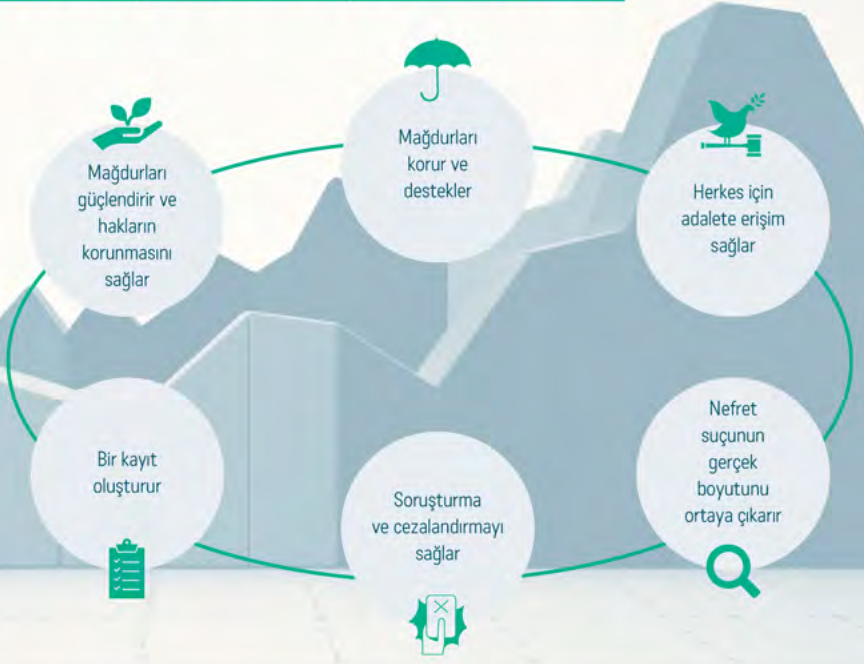 Mağdurları
korur ve
destekler
Mağdurları
güçlendirir ve
hakların
korunmasını
sağlar
Herkes için
adalete erişim
sağlar
Bir kayıt
oluşturur
Soruşturma
ve cezalandırmayı
sağlar
Nefret
suçunun
gerçek
boyutunu
ortaya çıkarır